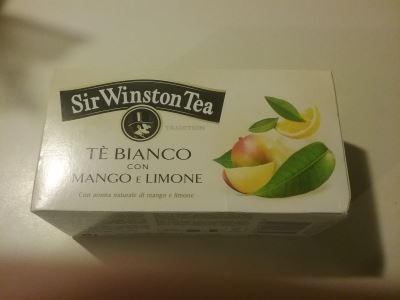 Sir Winston Tea
TRADITION
TÈ BIANCO
CON
MANGO E LIMONE
Con aroma naturale di mango e limone